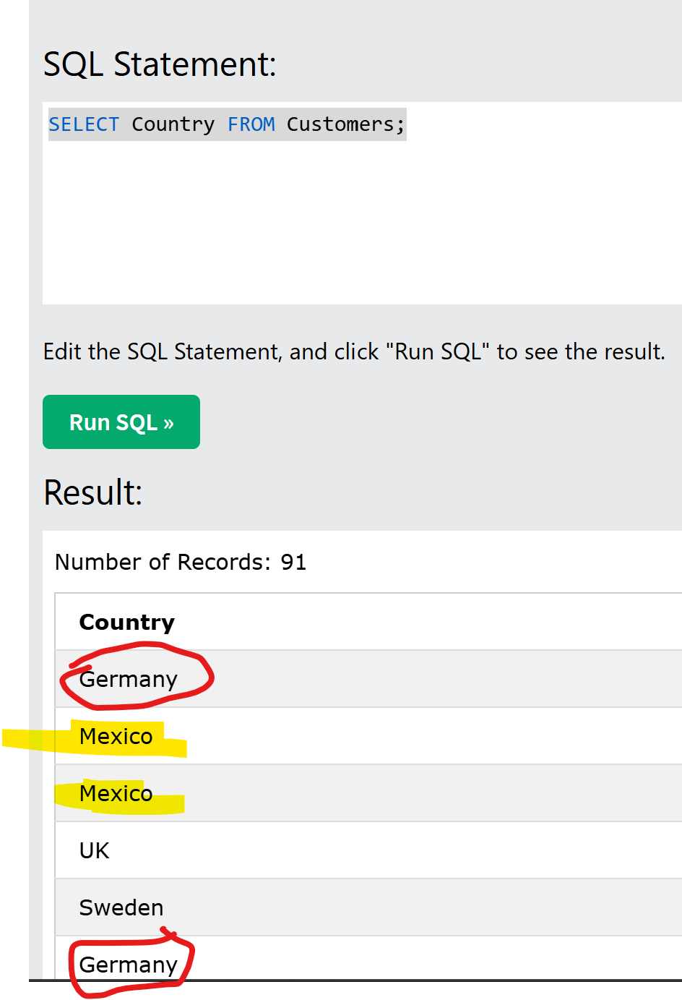 SQL Statement:
SELECT Country FROM Customers;
Edit the SQL Statement, and click "Run SQL" to see the result.
Run SQL »
Result:
Number of Records: 91
Country
Germany
Mexico
Mexico
UK
Sweden
Germany